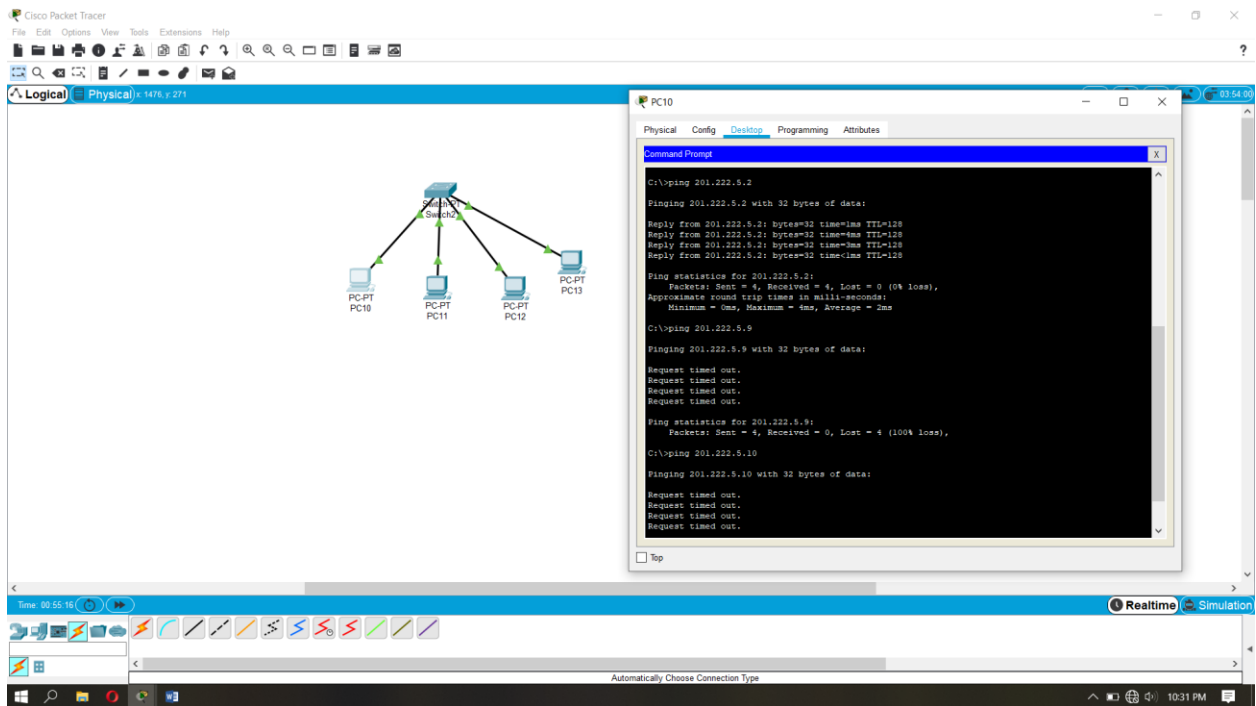 Cisco Packet Tracer
File Edit Options View Tools Extensions Help
?
Logical Physical x: 1476, y: 271
03:54:00
Switch-PT
Switch2
PC-PT
PC10
PC-PT
PC11
PC-PT
PC12
PC-PT
PC13
PC10
Physical Config Desktop Programming Attributes
Command Prompt
X
C:\>ping 201.222.5.2
Pinging 201.222.5.2 with 32 bytes of data:
Reply from 201.222.5.2: bytes=32 time=1ms TTL=128
Reply from 201.222.5.2: bytes=32 time=4ms TTL=128
Reply from 201.222.5.2: bytes=32 time=3ms TTL=128
Reply from 201.222.5.2: bytes=32 time<1ms TTL=128
Ping statistics for 201.222.5.2:
Packets: Sent = 4, Received = 4, Lost = 0 (0% loss),
Approximate round trip times in milli-seconds:
Minimum = 0ms, Maximum = 4ms, Average = 2ms
C:\>ping 201.222.5.9
Pinging 201.222.5.9 with 32 bytes of data:
Request timed out.
Request timed out.
Request timed out.
Request timed out.
Ping statistics for 201.222.5.9:
Packets: Sent = 4, Received = 0, Lost = 4 (100% loss),
C:\>ping 201.222.5.10
Pinging 201.222.5.10 with 32 bytes of data:
Request timed out.
Request timed out.
Request timed out.
Request timed out.
Top
Time: 00:55:16
Realtime Simulation
Automatically Choose Connection Type
10:31 PM